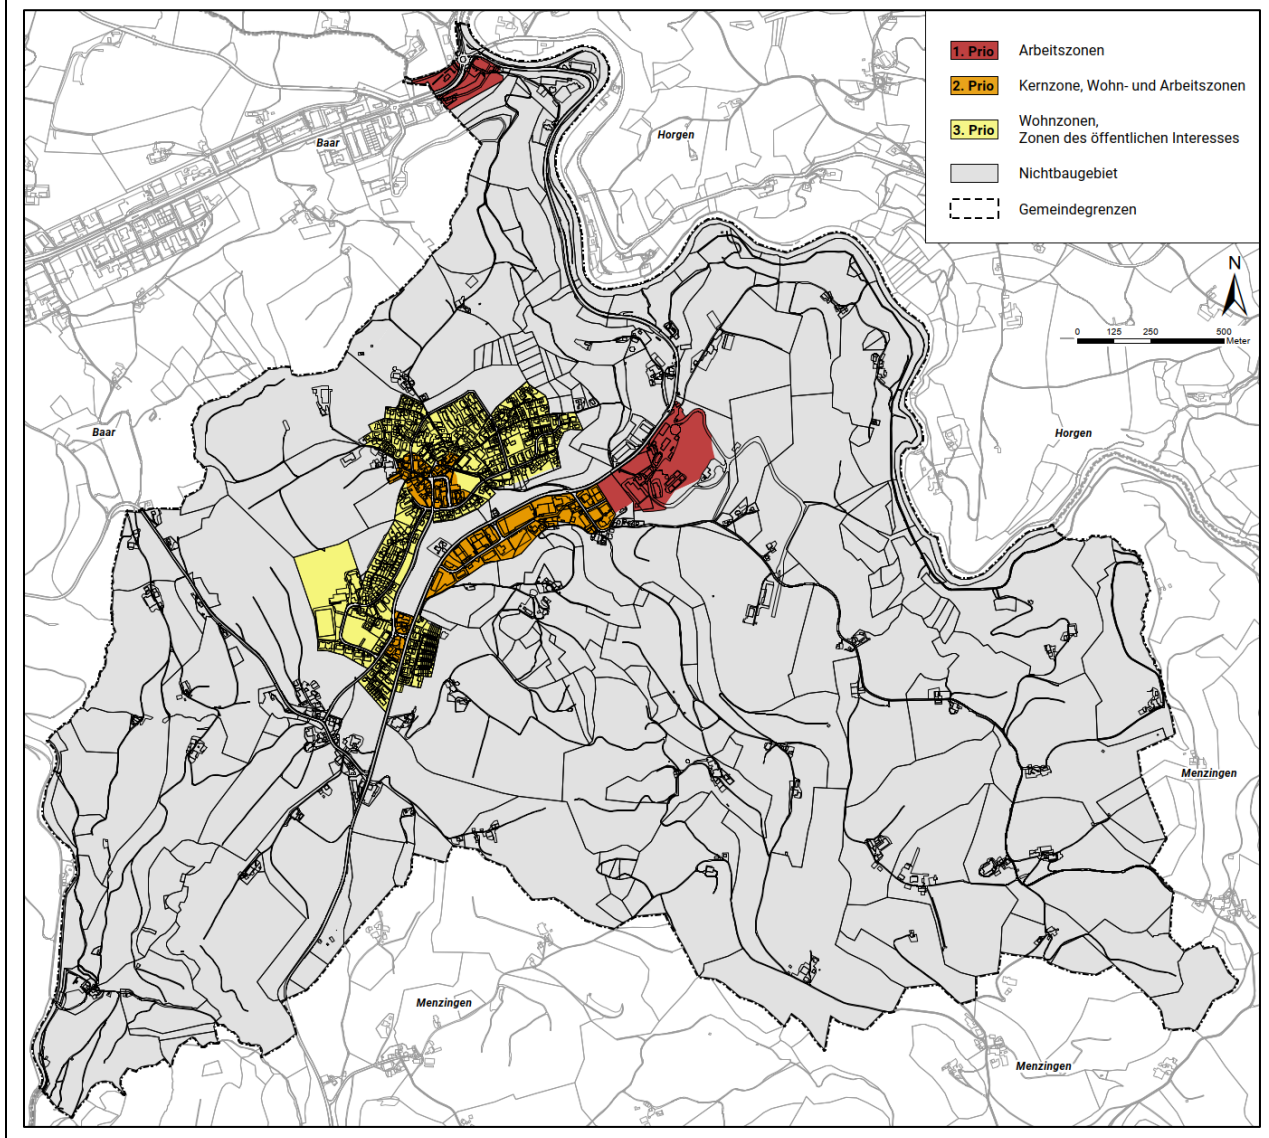 1. Prio Arbeitszonen
2. Prio Kernzone, Wohn- und Arbeitszonen
3. Prio Wohnzonen,
Zonen des öffentlichen Interesses
Nichtbaugebiet
Gemeindegrenzen
Baar
Horgen
N
0 125 250 500
Meter
Baar
Horgen
Menzingen
Menzingen
Menzingen